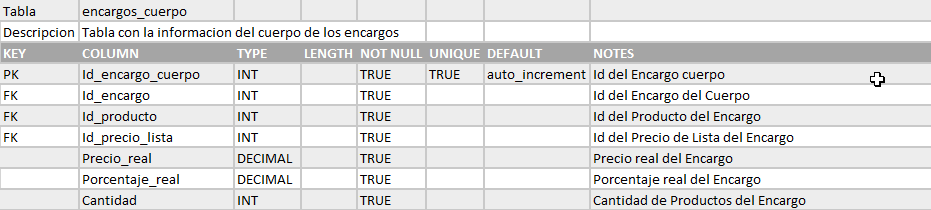 Tabla encargos_cuerpo
Descripcion Tabla con la informacion del cuerpo de los encargos
KEY COLUMN TYPE LENGTH NOT NULL UNIQUE DEFAULT NOTES
PK Id_encargo_cuerpo INT TRUE TRUE auto_increment Id del Encargo cuerpo
FK Id_encargo INT TRUE Id del Encargo del Cuerpo
FK Id_producto INT TRUE Id del Producto del Encargo
FK Id_precio_lista INT TRUE Id del Precio de Lista del Encargo
Precio_real DECIMAL TRUE Precio real del Encargo
Porcentaje_real DECIMAL TRUE Porcentaje real del Encargo
Cantidad INT TRUE Cantidad de Productos del Encargo